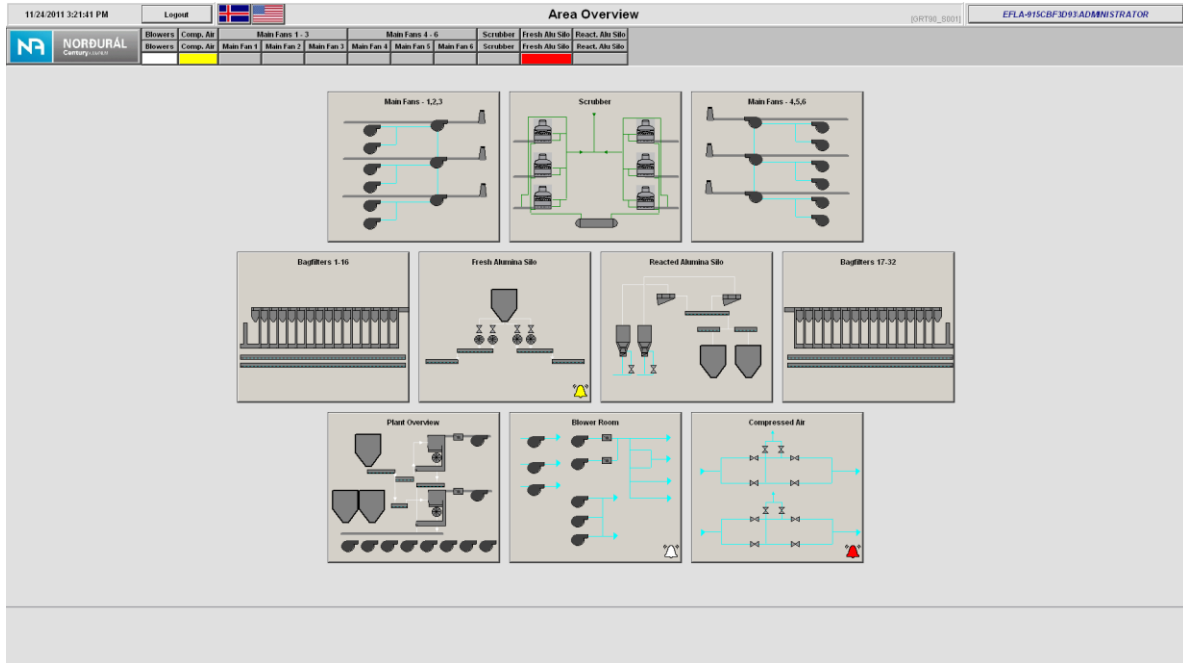 11/24/2011 3:21:41 PM Logout Area Overview [GRT90_B001] EFLA-915CBF3D93\ADMINISTRATOR
NA NORÐURÁL
Century
Blowers Comp. Air Main Fans 1 - 3 Main Fans 4 - 6 Scrubber Fresh Alu Silo React. Alu Silo
Blowers Comp. Air Main Fan 1 Main Fan 2 Main Fan 3 Main Fan 4 Main Fan 5 Main Fan 6 Scrubber Fresh Alu Silo React. Alu Silo
Main Fans - 1,2,3 Scrubber Main Fans - 4,5,6
Bagfilters 1-16 Fresh Alumina Silo Reacted Alumina Silo Bagfilters 17-32
Plant Overview Blower Room Compressed Air